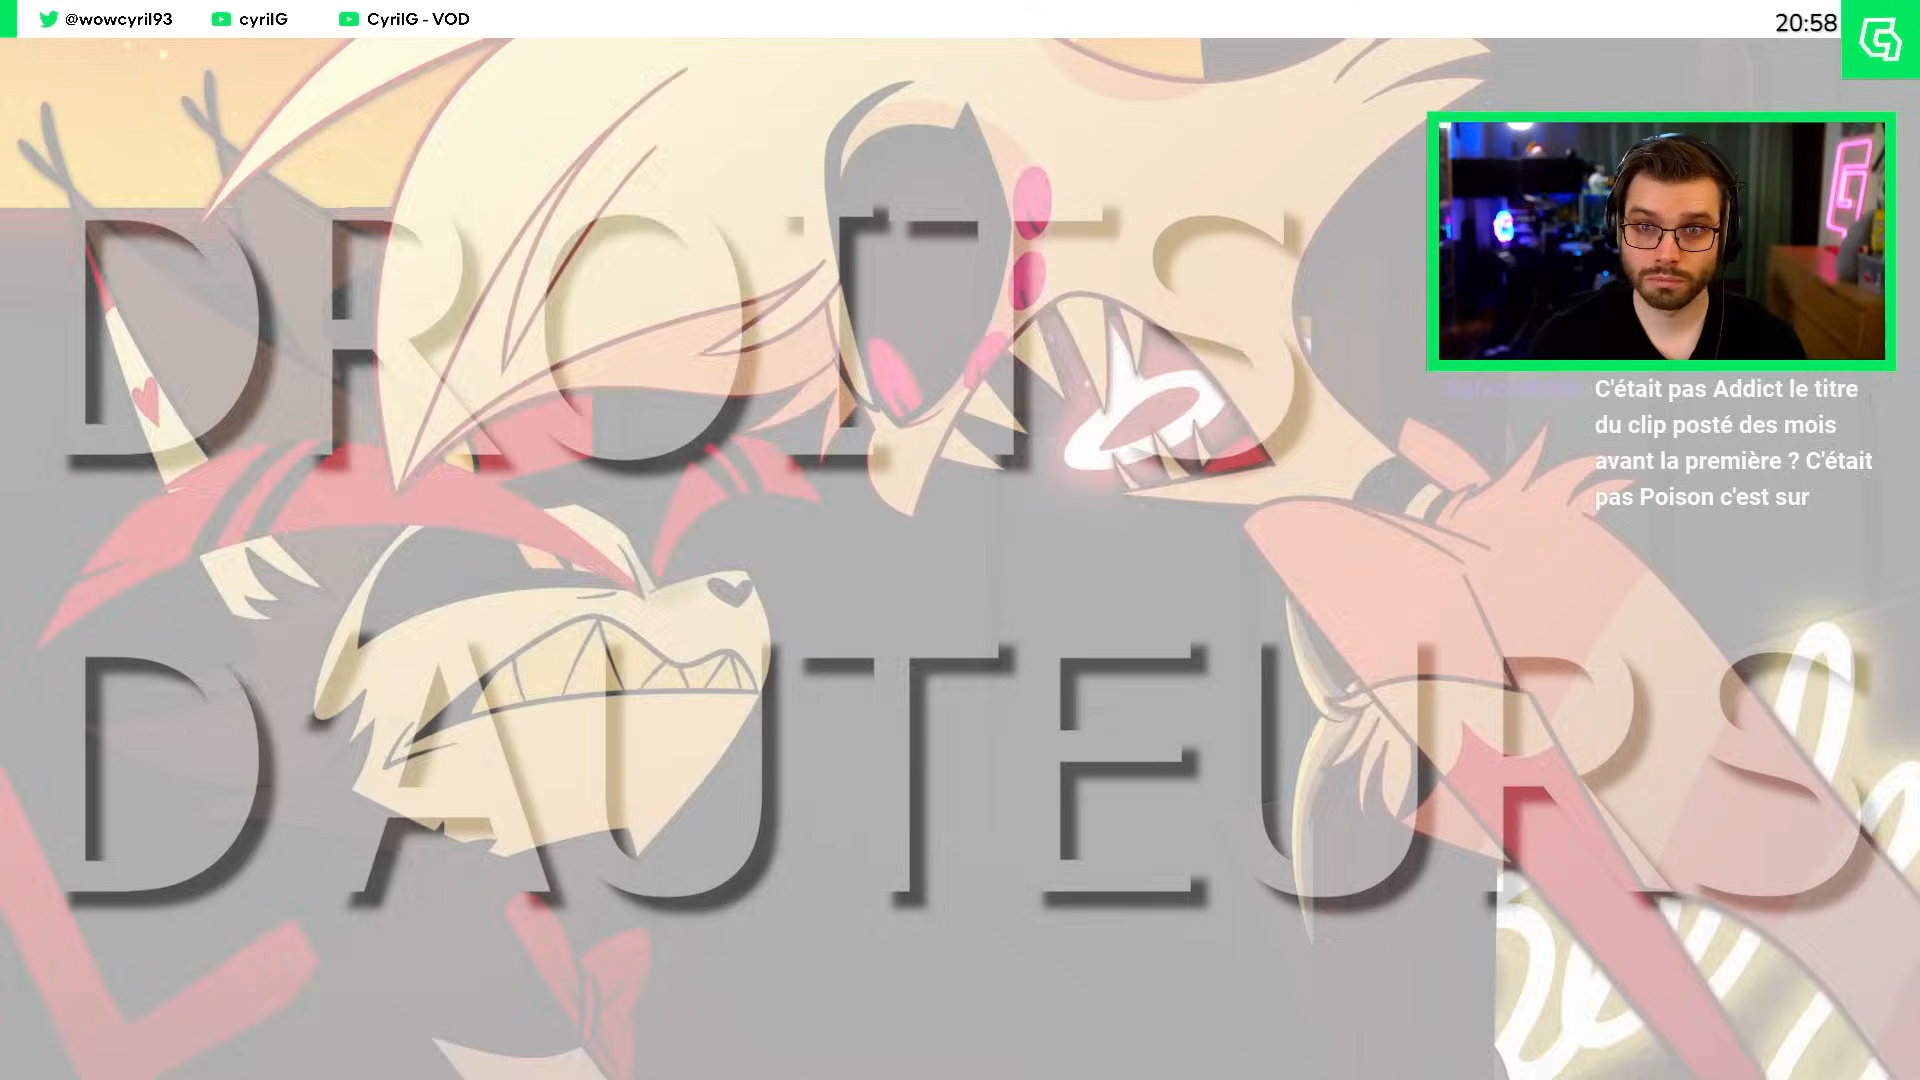 @wowcyril93 cyrilG CyrilG - VOD
20:58
C'était pas Addict le titre
du clip posté des mois
avant la première ? C'était
pas Poison c'est sur
DROITS
D'AUTEURS